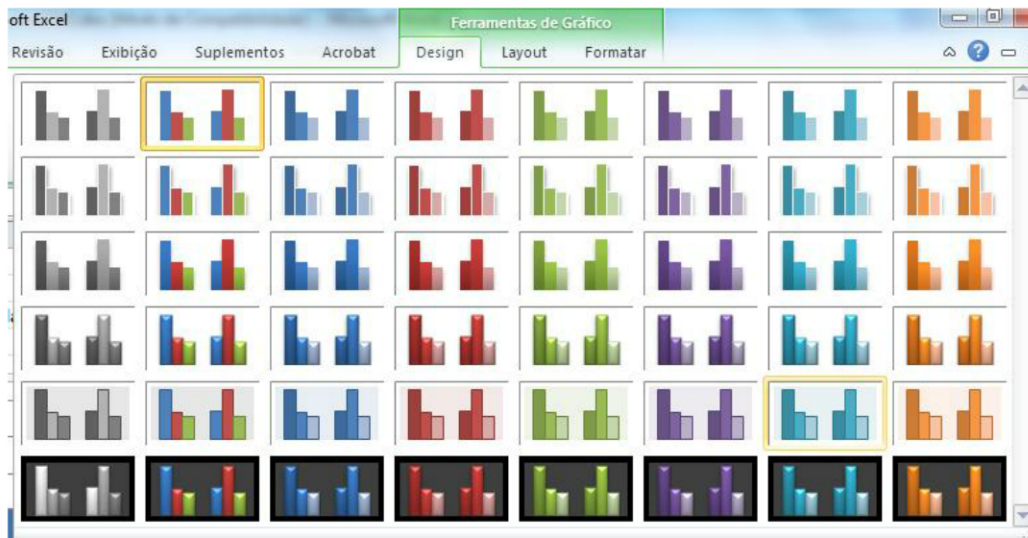 oft Excel
Ferramentas de Gráfico
Revisão Exibição Suplementos Acrobat Design Layout Formatar